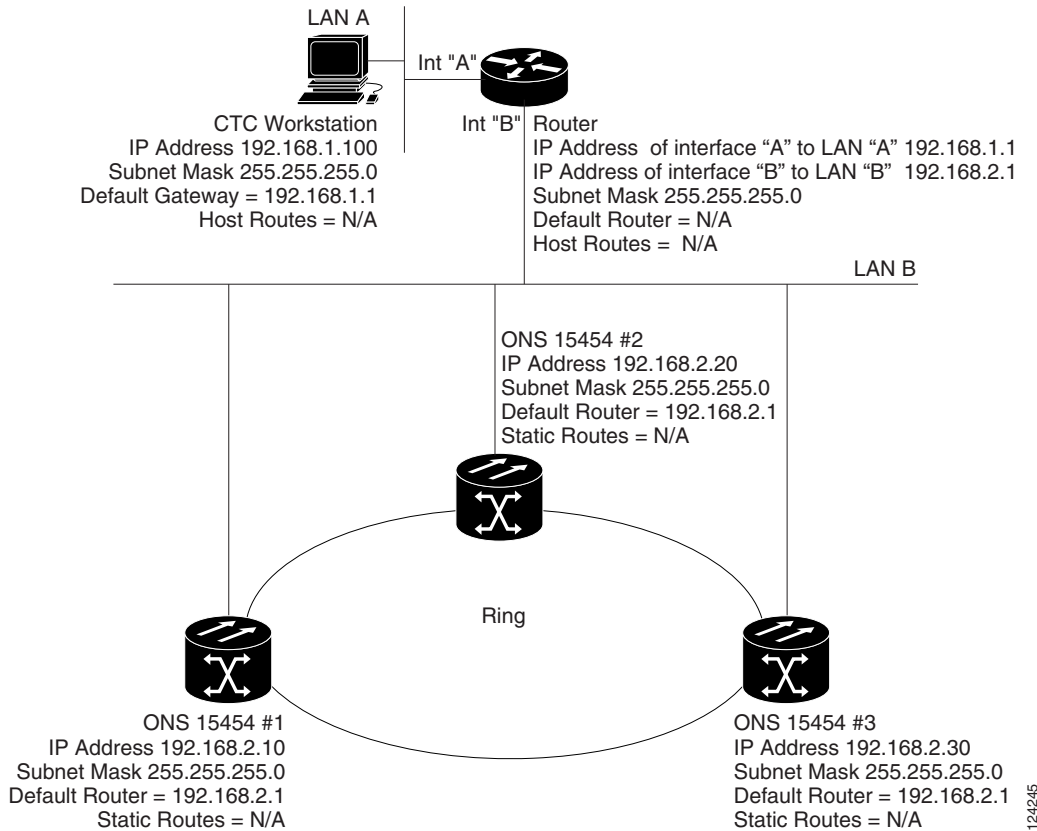 LAN A
Int "A"
CTC Workstation
IP Address 192.168.1.100
Subnet Mask 255.255.255.0
Default Gateway = 192.168.1.1
Host Routes = N/A
Int "B"
Router
IP Address of interface “A” to LAN “A” 192.168.1.1
IP Address of interface “B” to LAN “B” 192.168.2.1
Subnet Mask 255.255.255.0
Default Router = N/A
Host Routes = N/A
LAN B
ONS 15454 #2
IP Address 192.168.2.20
Subnet Mask 255.255.255.0
Default Router = 192.168.2.1
Static Routes = N/A
Ring
ONS 15454 #1
IP Address 192.168.2.10
Subnet Mask 255.255.255.0
Default Router = 192.168.2.1
Static Routes = N/A
ONS 15454 #3
IP Address 192.168.2.30
Subnet Mask 255.255.255.0
Default Router = 192.168.2.1
Static Routes = N/A
124245